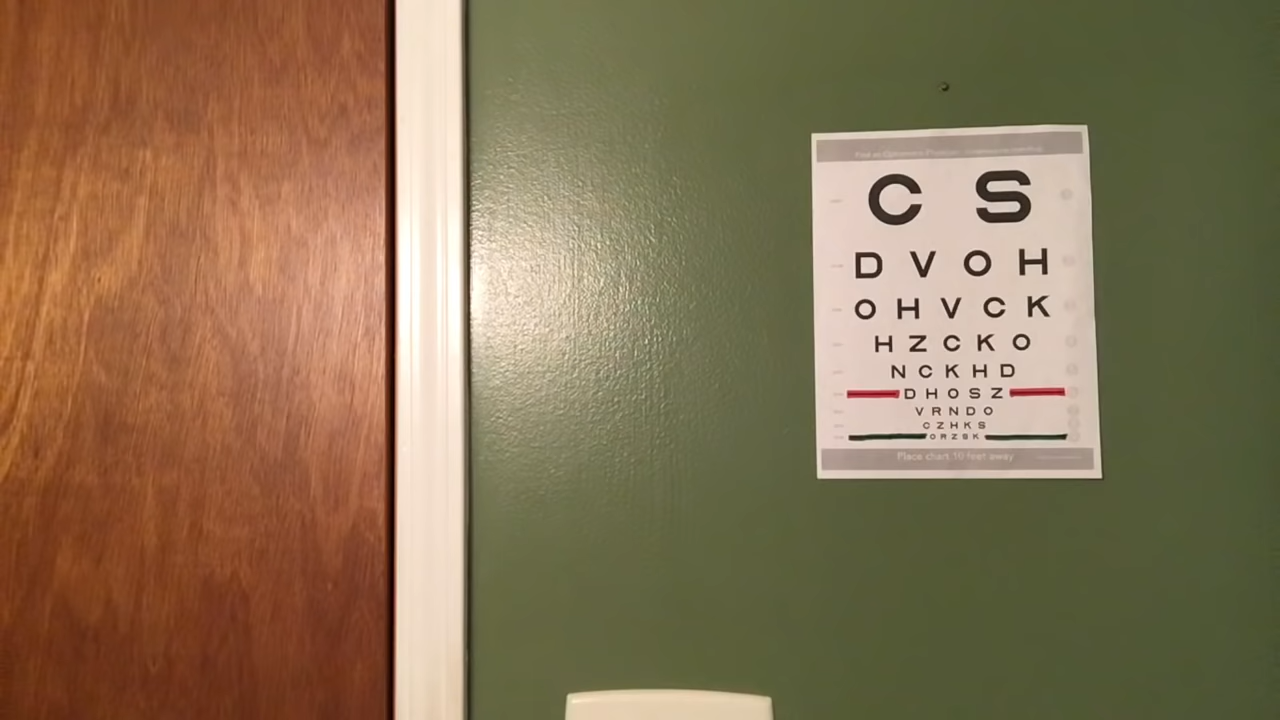 C S
D V O H
O H V C K
H Z C K O
N C K H D
D H O S Z
V R N D O
C Z H K S
O R Z S K
Place chart 10 feet away